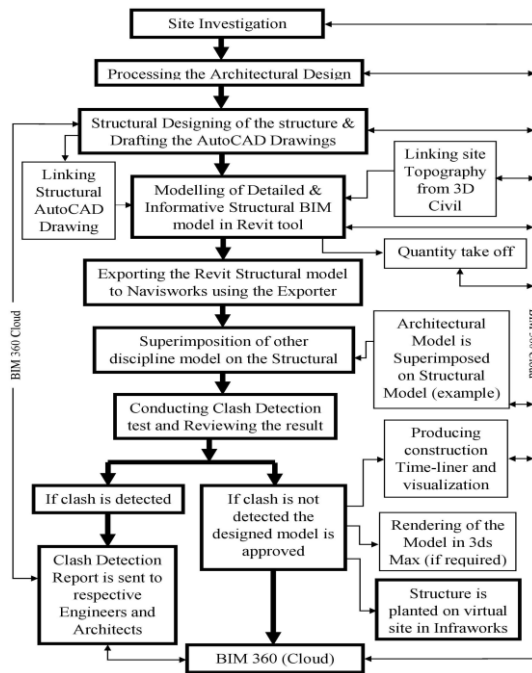 Site Investigation
Processing the Architectural Design
Structural Designing of the structure &
Drafting the AutoCAD Drawings
Linking
Structural
AutoCAD
Drawing
Modelling of Detailed &
Informative Structural BIM
model in Revit tool
Linking site
Topography
from 3D
Civil
Quantity take off
Exporting the Revit Structural model
to Navisworks using the Exporter
Superimposition of other
discipline model on the Structural
Architectural
Model is
Superimposed
on Structural
Model (example)
BIM 360 Cloud
BIM 360 Cloud
Conducting Clash Detection
test and Reviewing the result
Producing
construction
Time-liner and
visualization
If clash is detected
If clash is not
detected the
designed model is
approved
Rendering of the
Model in 3ds
Max (if required)
Clash Detection
Report is sent to
respective
Engineers and
Architects
Structure is
planted on virtual
site in Infraworks
BIM 360 (Cloud)